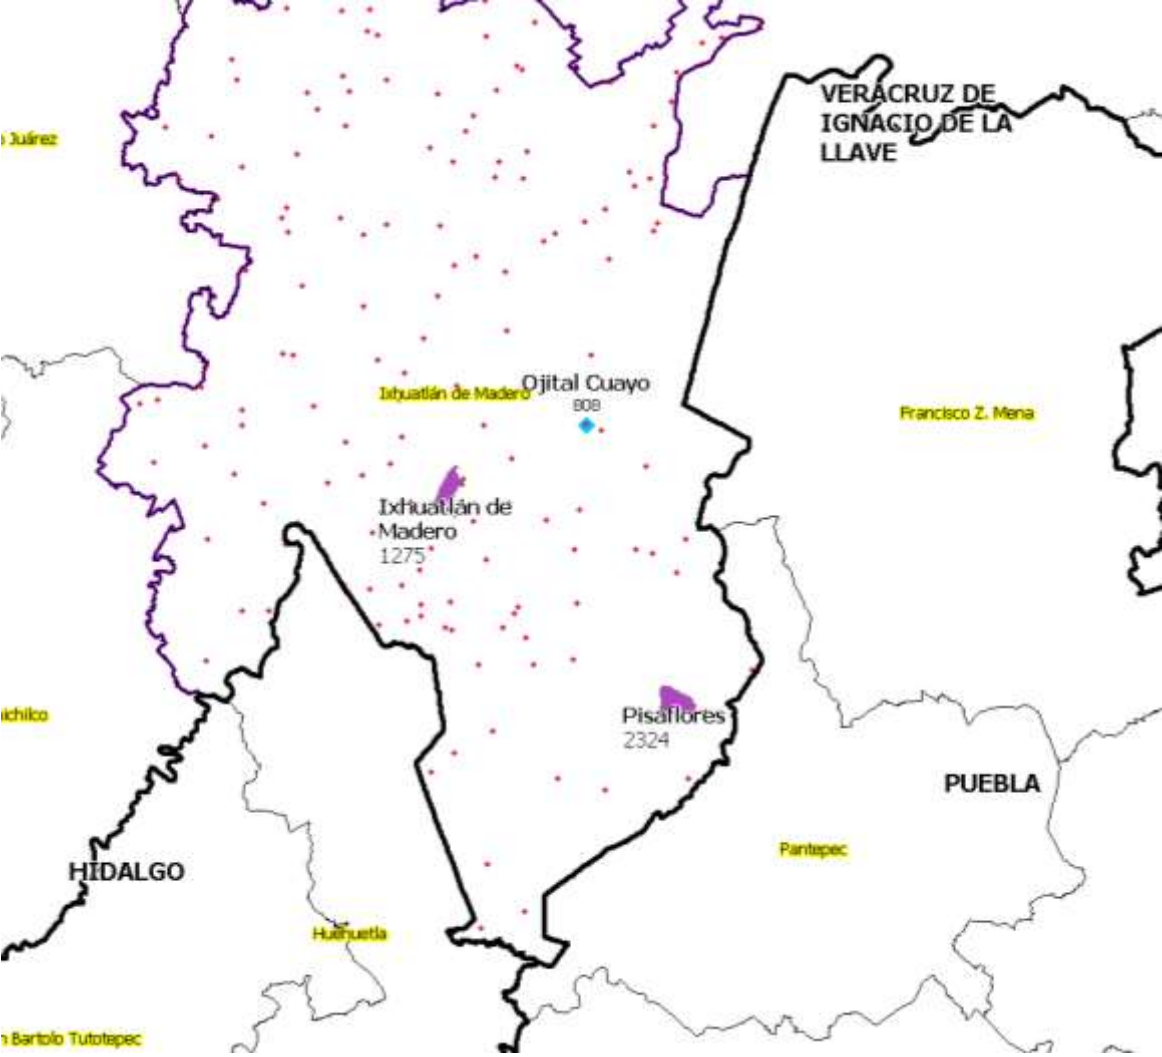 VERACRUZ DE
IGNACIO DE LA
LLAVE
Juárez
Ojital Cuayo
808
Ixhuatlán de Madero
Francisco Z. Mena
Ixhuatlán de
Madero
1275
Pisaflores
2324
PUEBLA
Pantepec
HIDALGO
Huehuetla
Bartolo Tutotepec